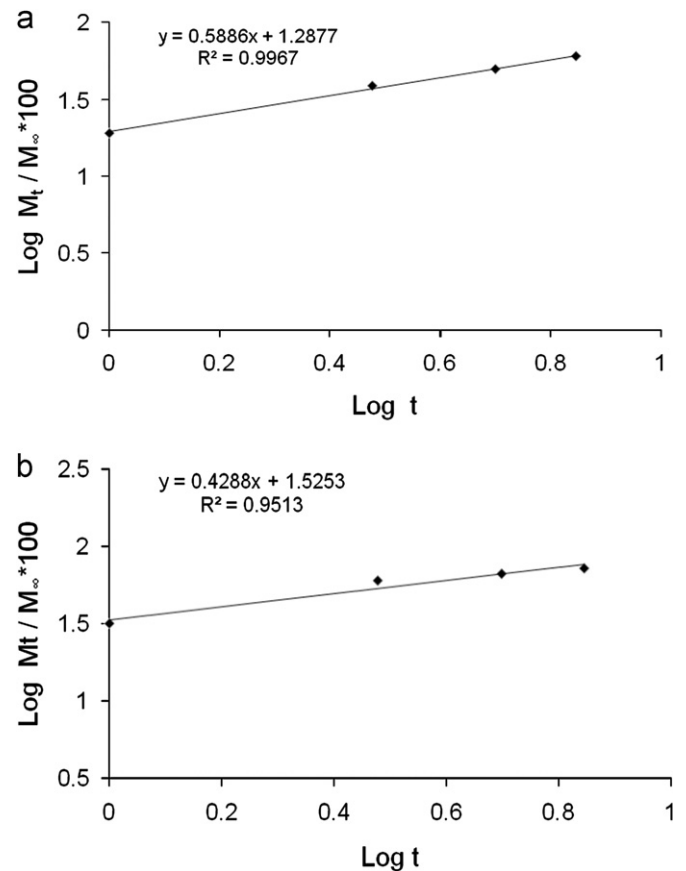 a
y = 0.5886x + 1.2877
R² = 0.9967
2
1.5
1
0.5
0
Log Mₜ / M∞*100
0 0.2 0.4 0.6 0.8 1
Log t
b
y = 0.4288x + 1.5253
R² = 0.9513
2.5
2
1.5
1
0.5
Log Mt / M∞*100
0 0.2 0.4 0.6 0.8 1
Log t